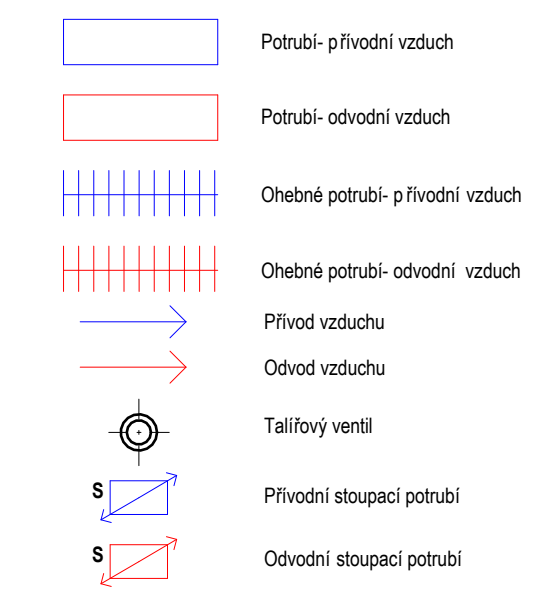 Potrubí- přívodní vzduch
Potrubí- odvodní vzduch
Ohebné potrubí- přívodní vzduch
Ohebné potrubí- odvodní vzduch
Přívod vzduchu
Odvod vzduchu
Talířový ventil
S Přívodní stoupací potrubí
S Odvodní stoupací potrubí